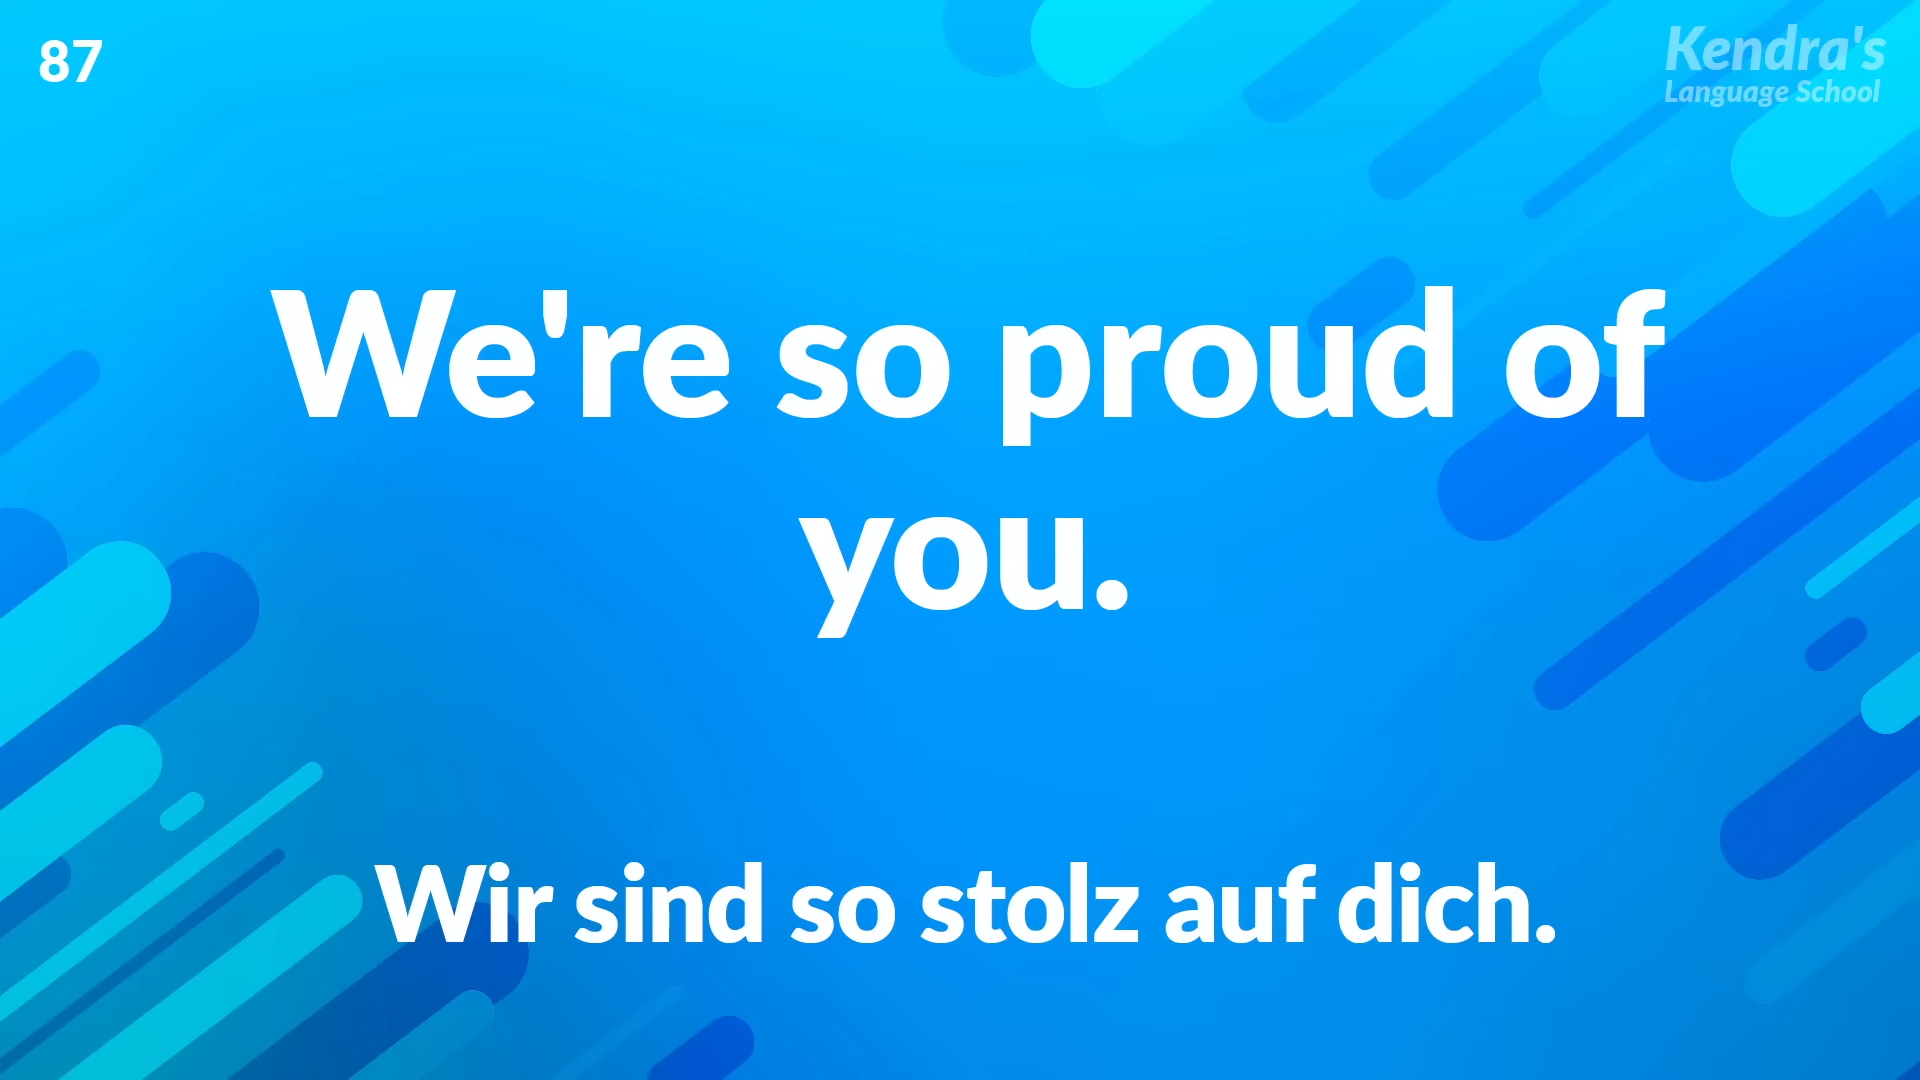 87
Kendra's
Language School
We're so proud of
you.
Wir sind so stolz auf dich.